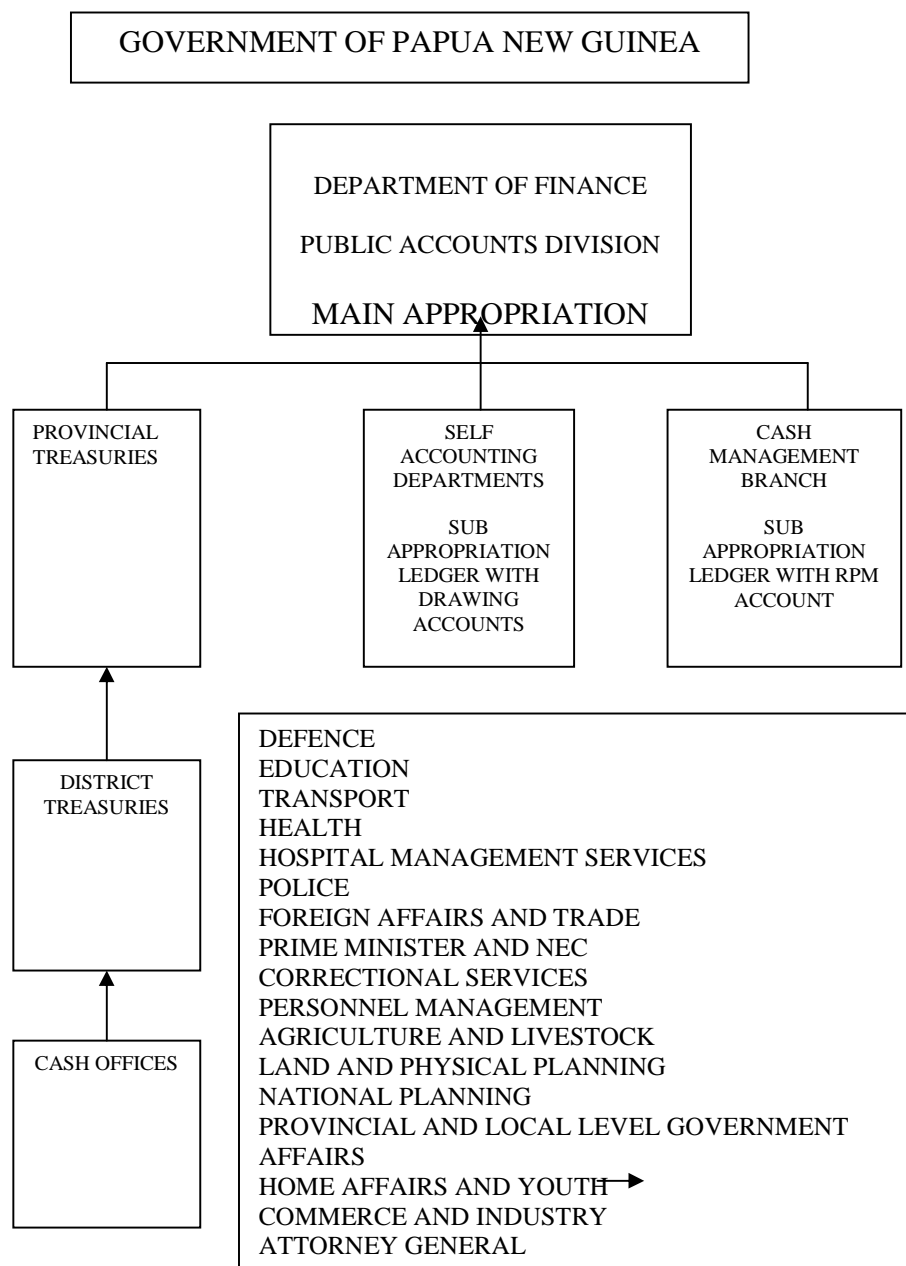 GOVERNMENT OF PAPUA NEW GUINEA
DEPARTMENT OF FINANCE
PUBLIC ACCOUNTS DIVISION
MAIN APPROPRIATION
PROVINCIAL
TREASURIES
SELF
ACCOUNTING
DEPARTMENTS
SUB
APPROPRIATION
LEDGER WITH
DRAWING
ACCOUNTS
CASH
MANAGEMENT
BRANCH
SUB
APPROPRIATION
LEDGER WITH RPM
ACCOUNT
DISTRICT
TREASURIES
CASH OFFICES
DEFENCE
EDUCATION
TRANSPORT
HEALTH
HOSPITAL MANAGEMENT SERVICES
POLICE
FOREIGN AFFAIRS AND TRADE
PRIME MINISTER AND NEC
CORRECTIONAL SERVICES
PERSONNEL MANAGEMENT
AGRICULTURE AND LIVESTOCK
LAND AND PHYSICAL PLANNING
NATIONAL PLANNING
PROVINCIAL AND LOCAL LEVEL GOVERNMENT
AFFAIRS
HOME AFFAIRS AND YOUTH
COMMERCE AND INDUSTRY
ATTORNEY GENERAL